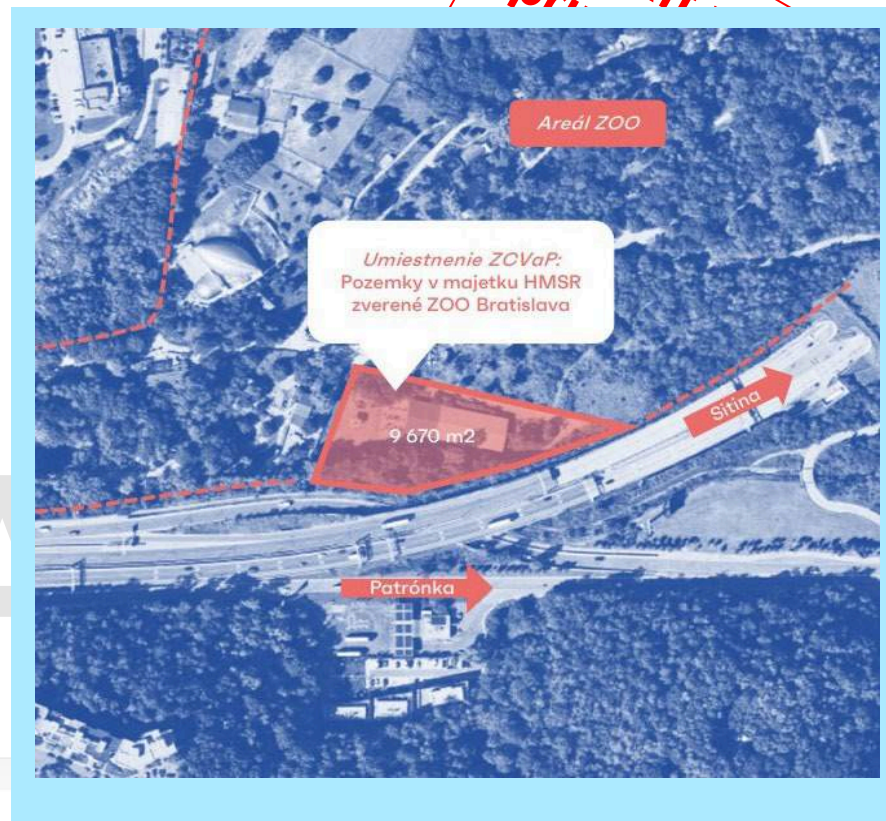 Areál ZOO
Umiestnenie ZCVaP:
Pozemky v majetku HMSR
zverené ZOO Bratislava
9 670 m2
Sitina
Patrónka